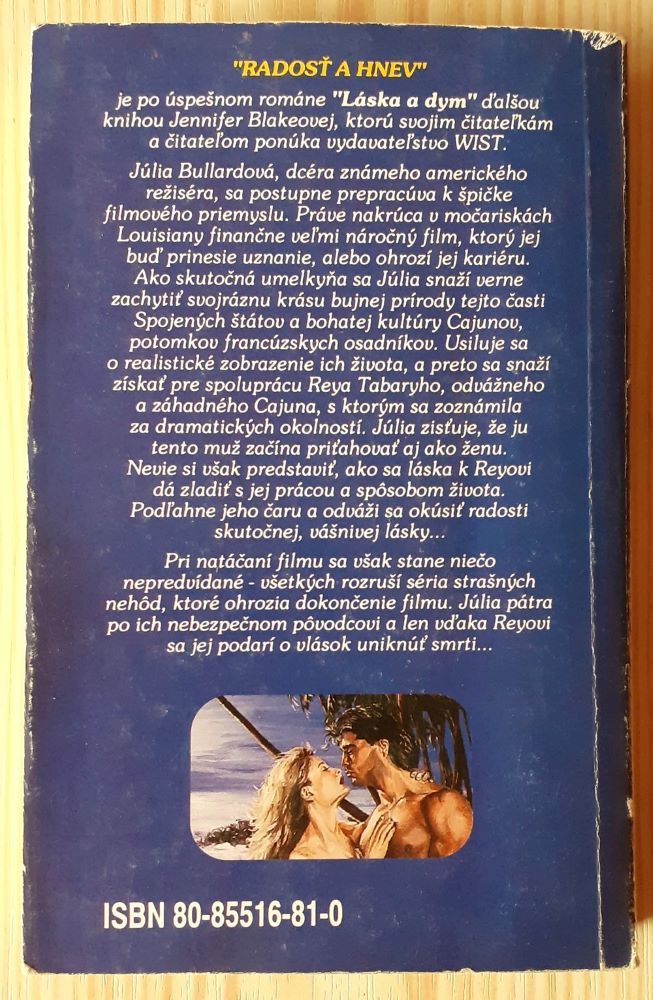 "RADOSŤ A HNEV"
je po úspešnom románe "Láska a dym" ďalšou
knihou Jennifer Blakeovej, ktorú svojim čitateľkám
a čitateľom ponúka vydavateľstvo WIST.
Júlia Bullardová, dcéra známeho amerického
režiséra, sa postupne prepracúva k špičke
filmového priemyslu. Práve nakrúca v močariskách
Louisiany finančne veľmi náročný film, ktorý jej
buď prinesie uznanie, alebo ohrozí jej kariéru.
Ako skutočná umelkyňa sa Júlia snaží verne
zachytiť svojráznu krásu bujnej prírody tejto časti
Spojených štátov a bohatej kultúry Cajunov,
potomkov francúzskych osadníkov. Usiluje sa
o realistické zobrazenie ich života, a preto sa snaží
získať pre spoluprácu Reya Tabaryho, odvážneho
a záhadného Cajuna, s ktorým sa zoznámila
za dramatických okolností. Júlia zisťuje, že ju
tento muž začína priťahovať aj ako ženu.
Nevie si však predstaviť, ako sa láska k Reyovi
dá zladiť s jej prácou a spôsobom života.
Podľahne jeho čaru a odváži sa okúsiť radosti
skutočnej, vášnivej lásky...
Pri natáčaní filmu sa však stane niečo
nepredvídané - všetkých rozruší séria strašných
nehôd, ktoré ohrozia dokončenie filmu. Júlia pátra
po ich nebezpečnom pôvodcovi a len vďaka Reyovi
sa jej podarí o vlások uniknúť smrti...
ISBN 80-85516-81-0